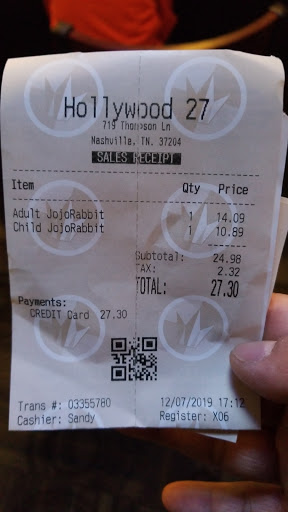 Hollywood 27
719 Thompson Ln
Nashville, TN, 37204
SALES RECEIPT
Item Qty Price
Adult JojoRabbit 1 14.09
Child JojoRabbit 1 10.89
Subtotal: 24.98
TAX: 2.32
TOTAL: 27.30
Payments:
CREDIT Card 27.30
Trans #: 03355780 12/07/2019 17:12
Cashier: Sandy Register: X06